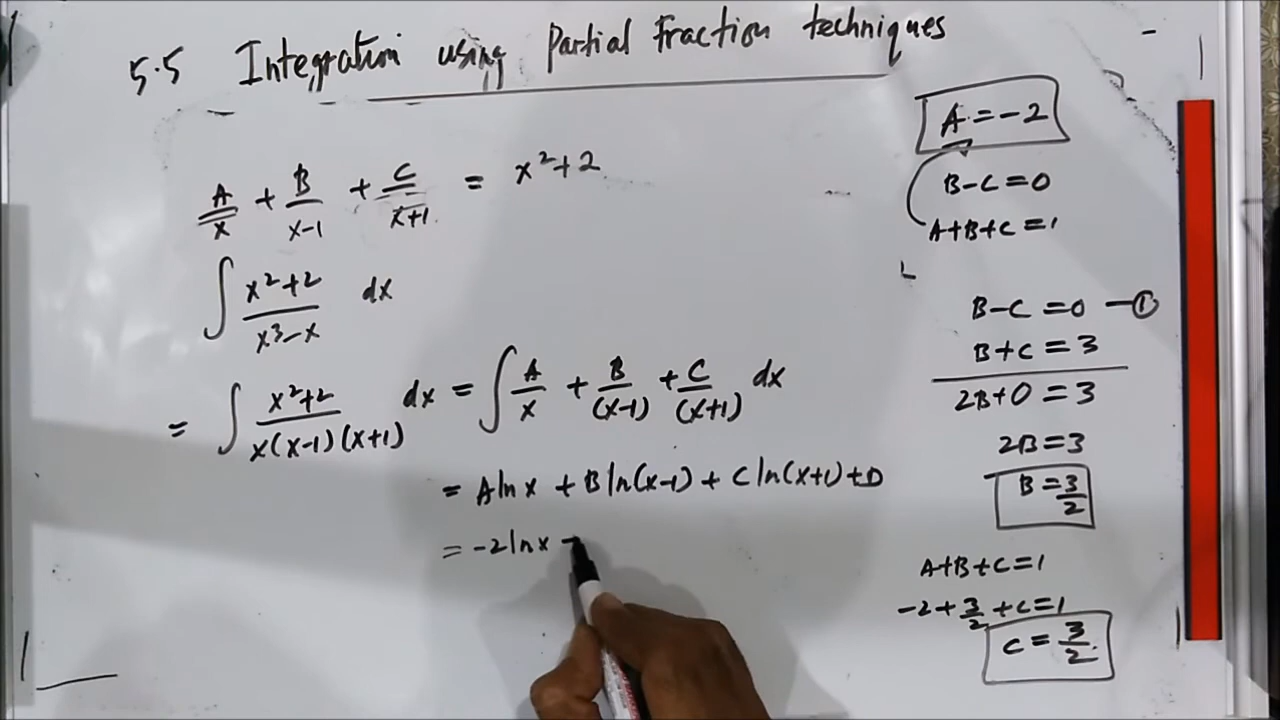 5.5 Integration using Partial Fraction techniques
A/x + B/x-1 + C/x+1 = x²+2
∫ x²+2/x³-x dx
= ∫ x²+2/x(x-1)(x+1) dx = ∫ A/x + B/(x-1) + C/(x+1) dx
= A ln x + B ln(x-1) + C ln(x+1) + D
= -2 ln x -
A = -2
B-C=0
A+B+C=1
B-C=0 —①
B+C=3
2B+0=3
2B=3
B=3/2
A+B+C=1
-2+3/2+C=1
C=3/2